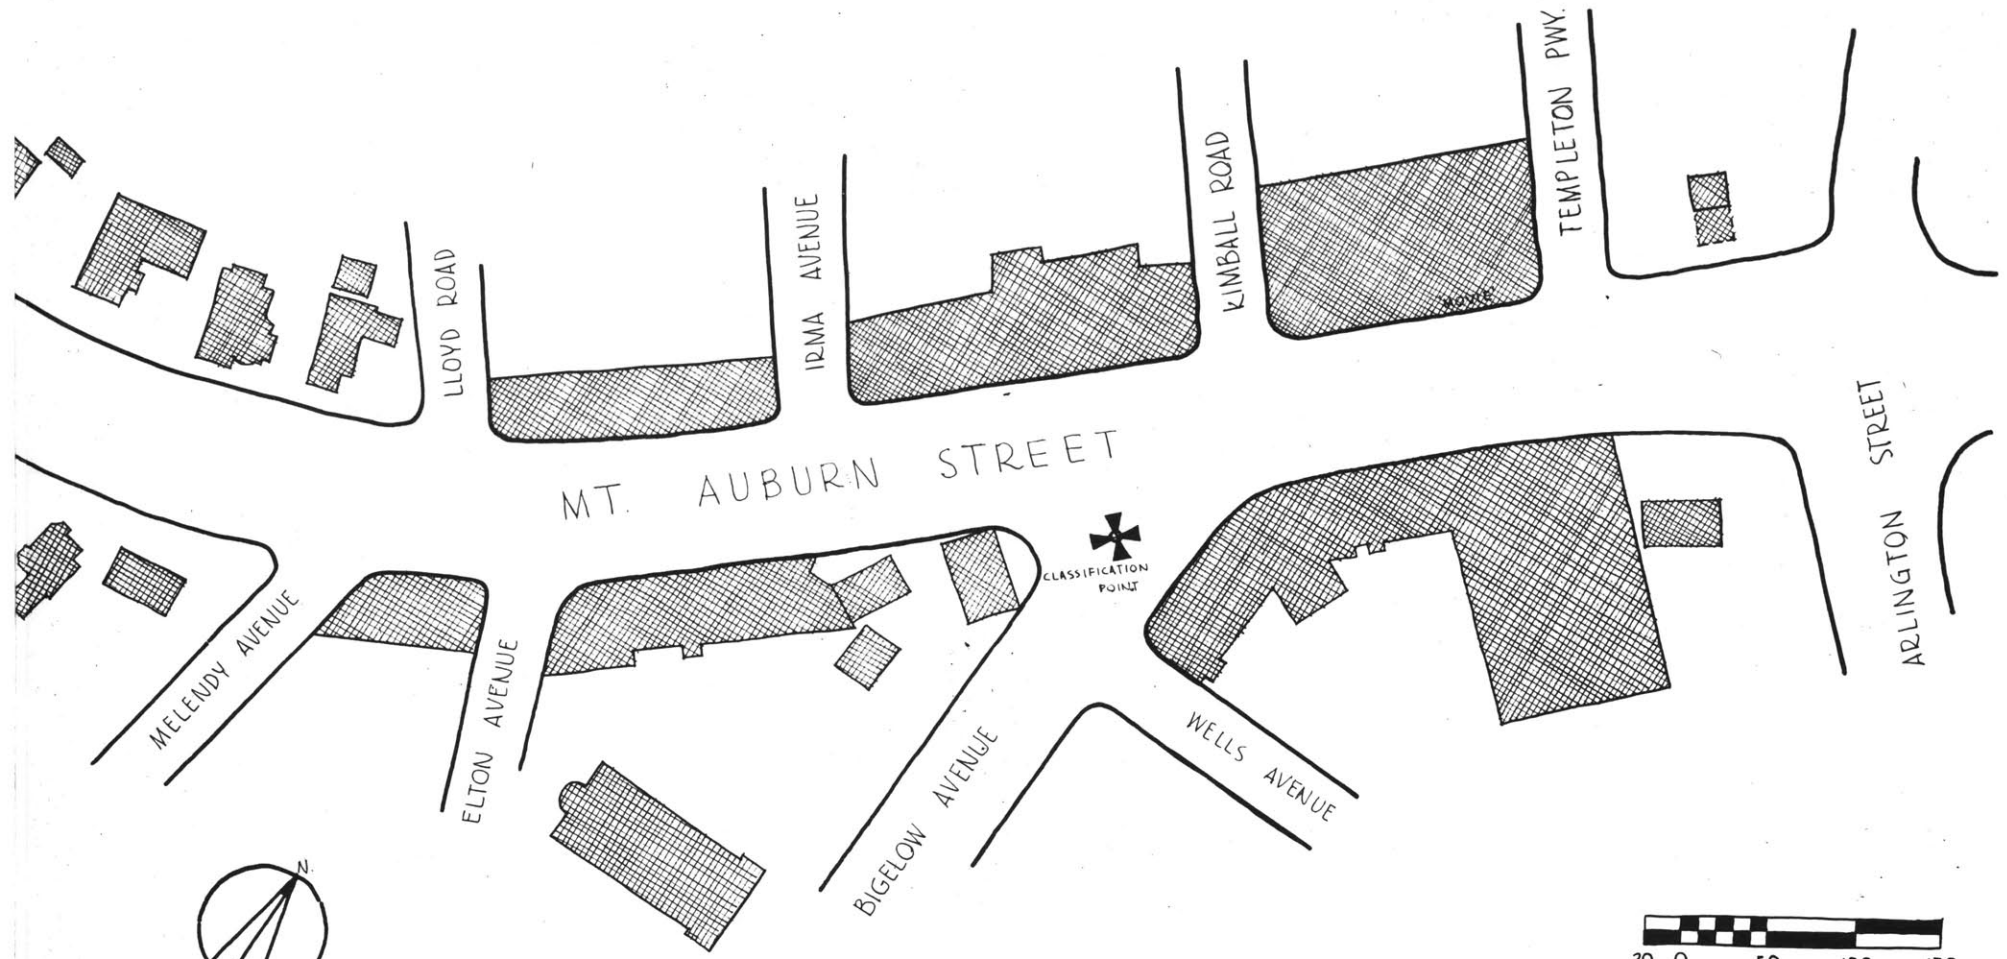 TEMPLETON PWY.
KIMBALL ROAD
IRMA AVENUE
LLOYD ROAD
"MOVIE"
MT. AUBURN STREET
ARLINGTON STREET
CLASSIFICATION
POINT
MELENDY AVENUE
ELTON AVENUE
BIGELOW AVENUE
WELLS AVENUE
N.